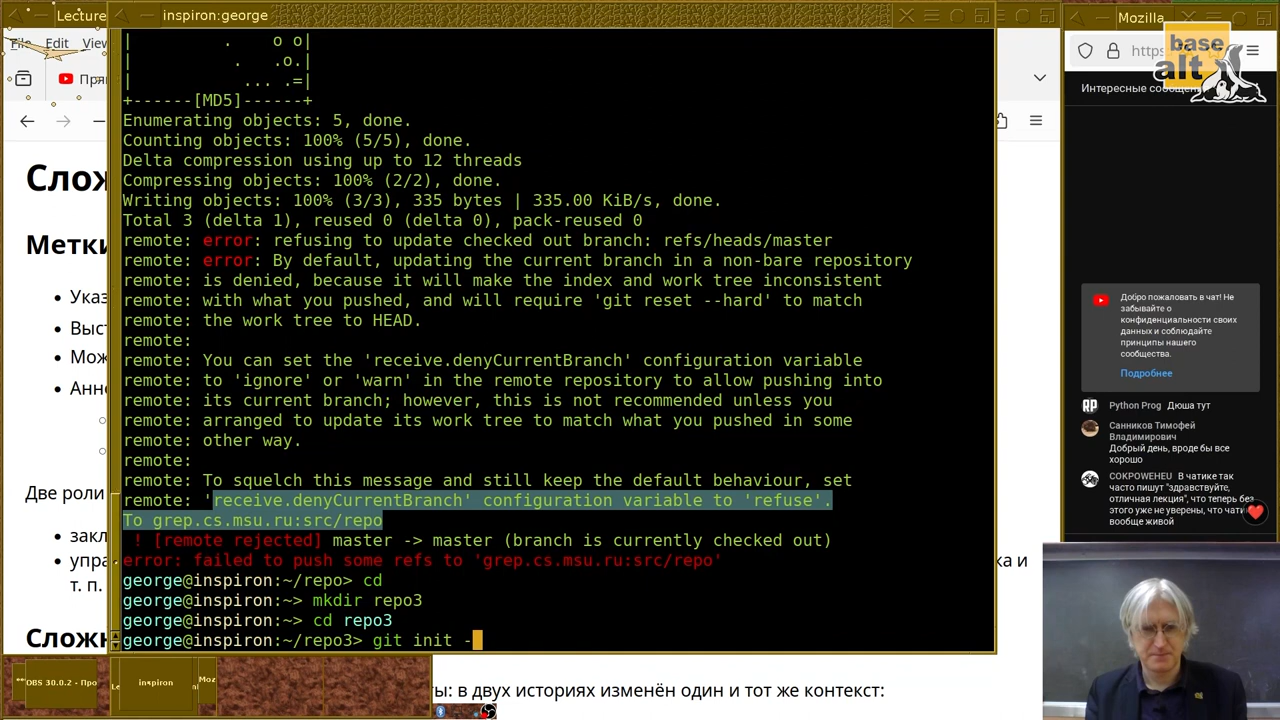 Lecture
inspiron:george
Mozilla
File Edit View
https
base
alt
Интересные сообщ
Слож
Метки
• Указ
• Выст
• Мож
• Анно
Две роли
• закл
• упра
т. п.
ка и
Сложн
ты: в двух историях изменён один и тот же контекст:
| . o o|
| . .o.|
| ... .=|
+------[MD5]------+
Enumerating objects: 5, done.
Counting objects: 100% (5/5), done.
Delta compression using up to 12 threads
Compressing objects: 100% (2/2), done.
Writing objects: 100% (3/3), 335 bytes | 335.00 KiB/s, done.
Total 3 (delta 1), reused 0 (delta 0), pack-reused 0
remote: error: refusing to update checked out branch: refs/heads/master
remote: error: By default, updating the current branch in a non-bare repository
remote: is denied, because it will make the index and work tree inconsistent
remote: with what you pushed, and will require 'git reset --hard' to match
remote: the work tree to HEAD.
remote:
remote: You can set the 'receive.denyCurrentBranch' configuration variable
remote: to 'ignore' or 'warn' in the remote repository to allow pushing into
remote: its current branch; however, this is not recommended unless you
remote: arranged to update its work tree to match what you pushed in some
remote: other way.
remote:
remote: To squelch this message and still keep the default behaviour, set
remote: 'receive.denyCurrentBranch' configuration variable to 'refuse'.
To grep.cs.msu.ru:src/repo
! [remote rejected] master -> master (branch is currently checked out)
error: failed to push some refs to 'grep.cs.msu.ru:src/repo'
george@inspiron:~/repo> cd
george@inspiron:~> mkdir repo3
george@inspiron:~> cd repo3
george@inspiron:~/repo3> git init -
Добро пожаловать в чат! Не
забывайте о
конфиденциальности своих
данных и соблюдайте
принципы нашего
сообщества.
Подробнее
Python Prog Дюша тут
Санников Тимофей
Владимирович
Добрый день, вроде бы все
хорошо
COKPOWEHEU В чатике так
часто пишут "здравствуйте,
отличная лекция", что теперь без
этого уже не уверены, что чатик
вообще живой
OBS 30.0.2 - Про
inspiron
Moz